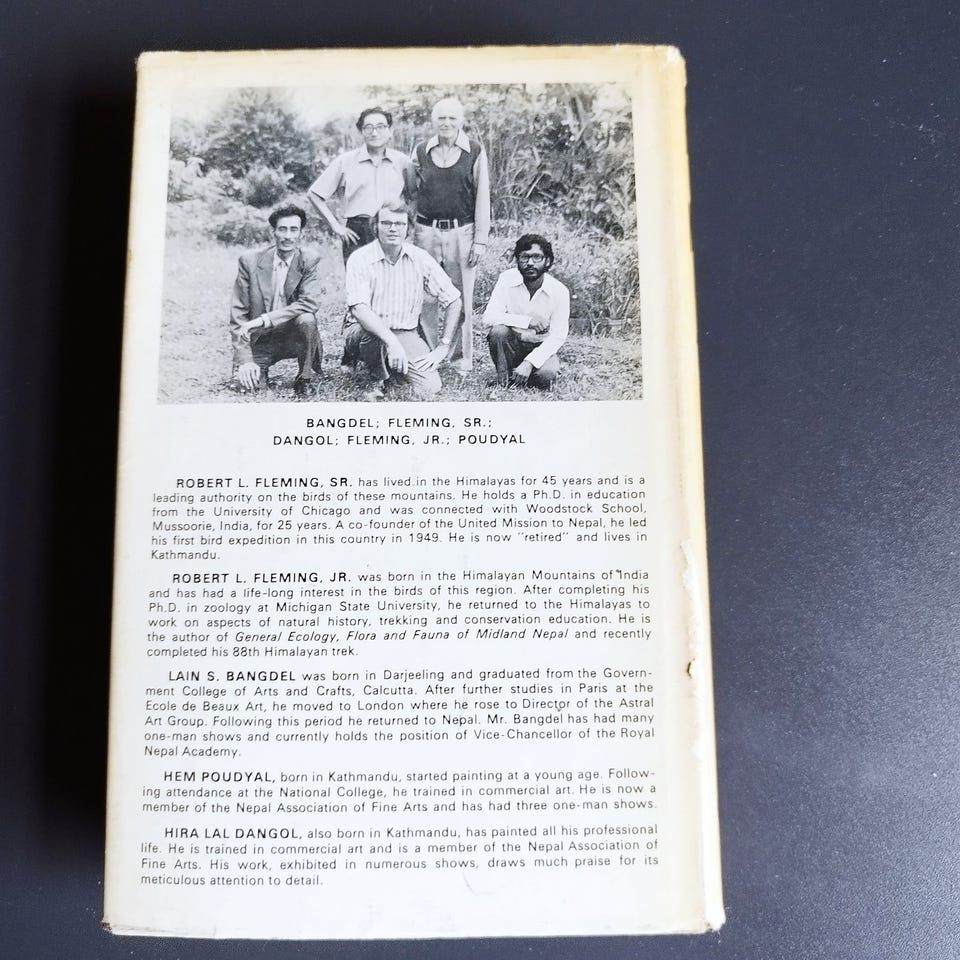 BANGDEL; FLEMING, SR.;
DANGOL; FLEMING, JR.; POUDYAL
ROBERT L. FLEMING, SR. has lived in the Himalayas for 45 years and is a
leading authority on the birds of these mountains. He holds a Ph.D. in education
from the University of Chicago and was connected with Woodstock School,
Mussoorie, India, for 25 years. A co-founder of the United Mission to Nepal, he led
his first bird expedition in this country in 1949. He is now "retired" and lives in
Kathmandu.
ROBERT L. FLEMING, JR. was born in the Himalayan Mountains of India
and has had a life-long interest in the birds of this region. After completing his
Ph.D. in zoology at Michigan State University, he returned to the Himalayas to
work on aspects of natural history, trekking and conservation education. He is
the author of General Ecology, Flora and Fauna of Midland Nepal and recently
completed his 88th Himalayan trek.
LAIN S. BANGDEL was born in Darjeeling and graduated from the Govern-
ment College of Arts and Crafts, Calcutta. After further studies in Paris at the
Ecole de Beaux Art, he moved to London where he rose to Director of the Astral
Art Group. Following this period he returned to Nepal. Mr. Bangdel has had many
one-man shows and currently holds the position of Vice-Chancellor of the Royal
Nepal Academy.
HEM POUDYAL, born in Kathmandu, started painting at a young age. Follow-
ing attendance at the National College, he trained in commercial art. He is now a
member of the Nepal Association of Fine Arts and has had three one-man shows.
HIRA LAL DANGOL, also born in Kathmandu, has painted all his professional
life. He is trained in commercial art and is a member of the Nepal Association of
Fine Arts. His work, exhibited in numerous shows, draws much praise for its
meticulous attention to detail.